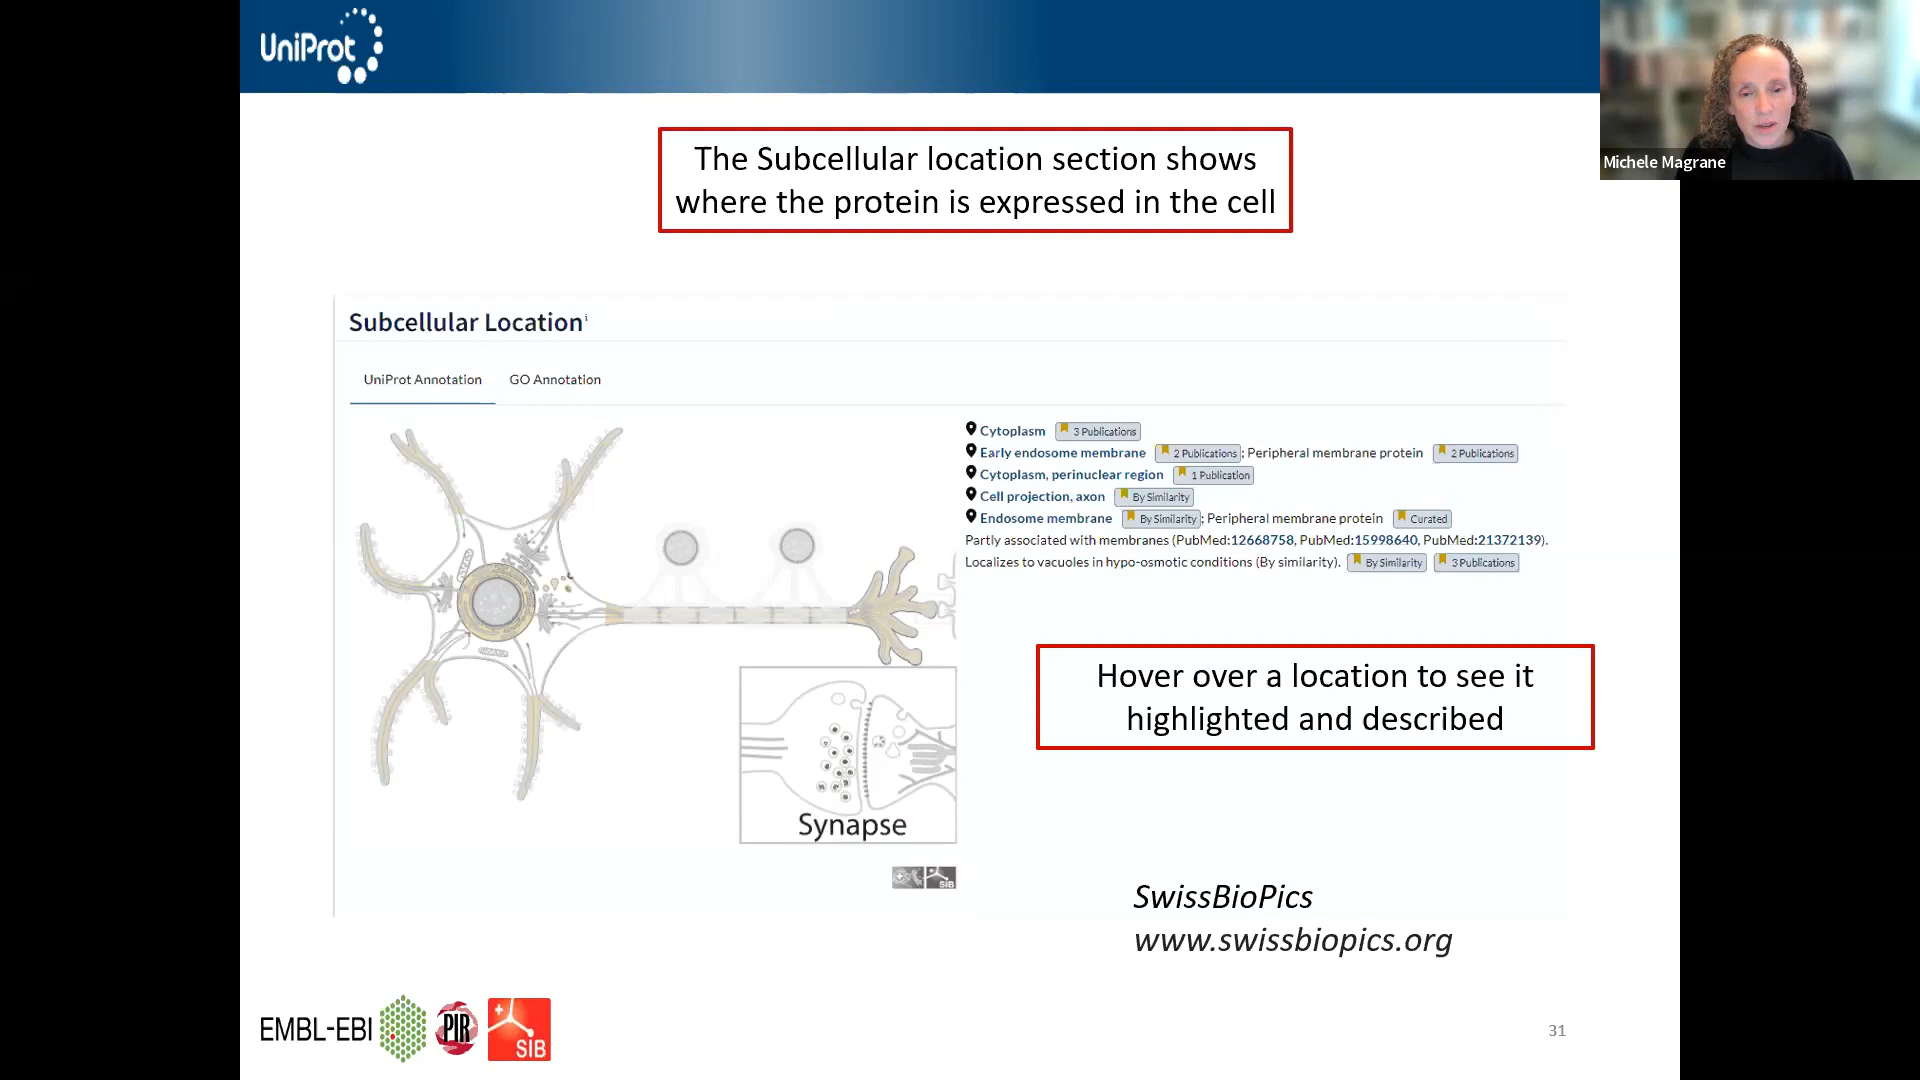 UniProt
Michele Magrane
The Subcellular location section shows
where the protein is expressed in the cell
Subcellular Locationi
UniProt Annotation GO Annotation
Cytoplasm 3 Publications
Early endosome membrane 2 Publications; Peripheral membrane protein 2 Publications
Cytoplasm, perinuclear region 1 Publication
Cell projection, axon By Similarity
Endosome membrane By Similarity; Peripheral membrane protein Curated
Partly associated with membranes (PubMed:12668758, PubMed:15998640, PubMed:21372139).
Localizes to vacuoles in hypo-osmotic conditions (By similarity). By Similarity 3 Publications
Hover over a location to see it
highlighted and described
Synapse
SIB
SwissBioPics
www.swissbiopics.org
EMBL-EBI PIR SIB
31